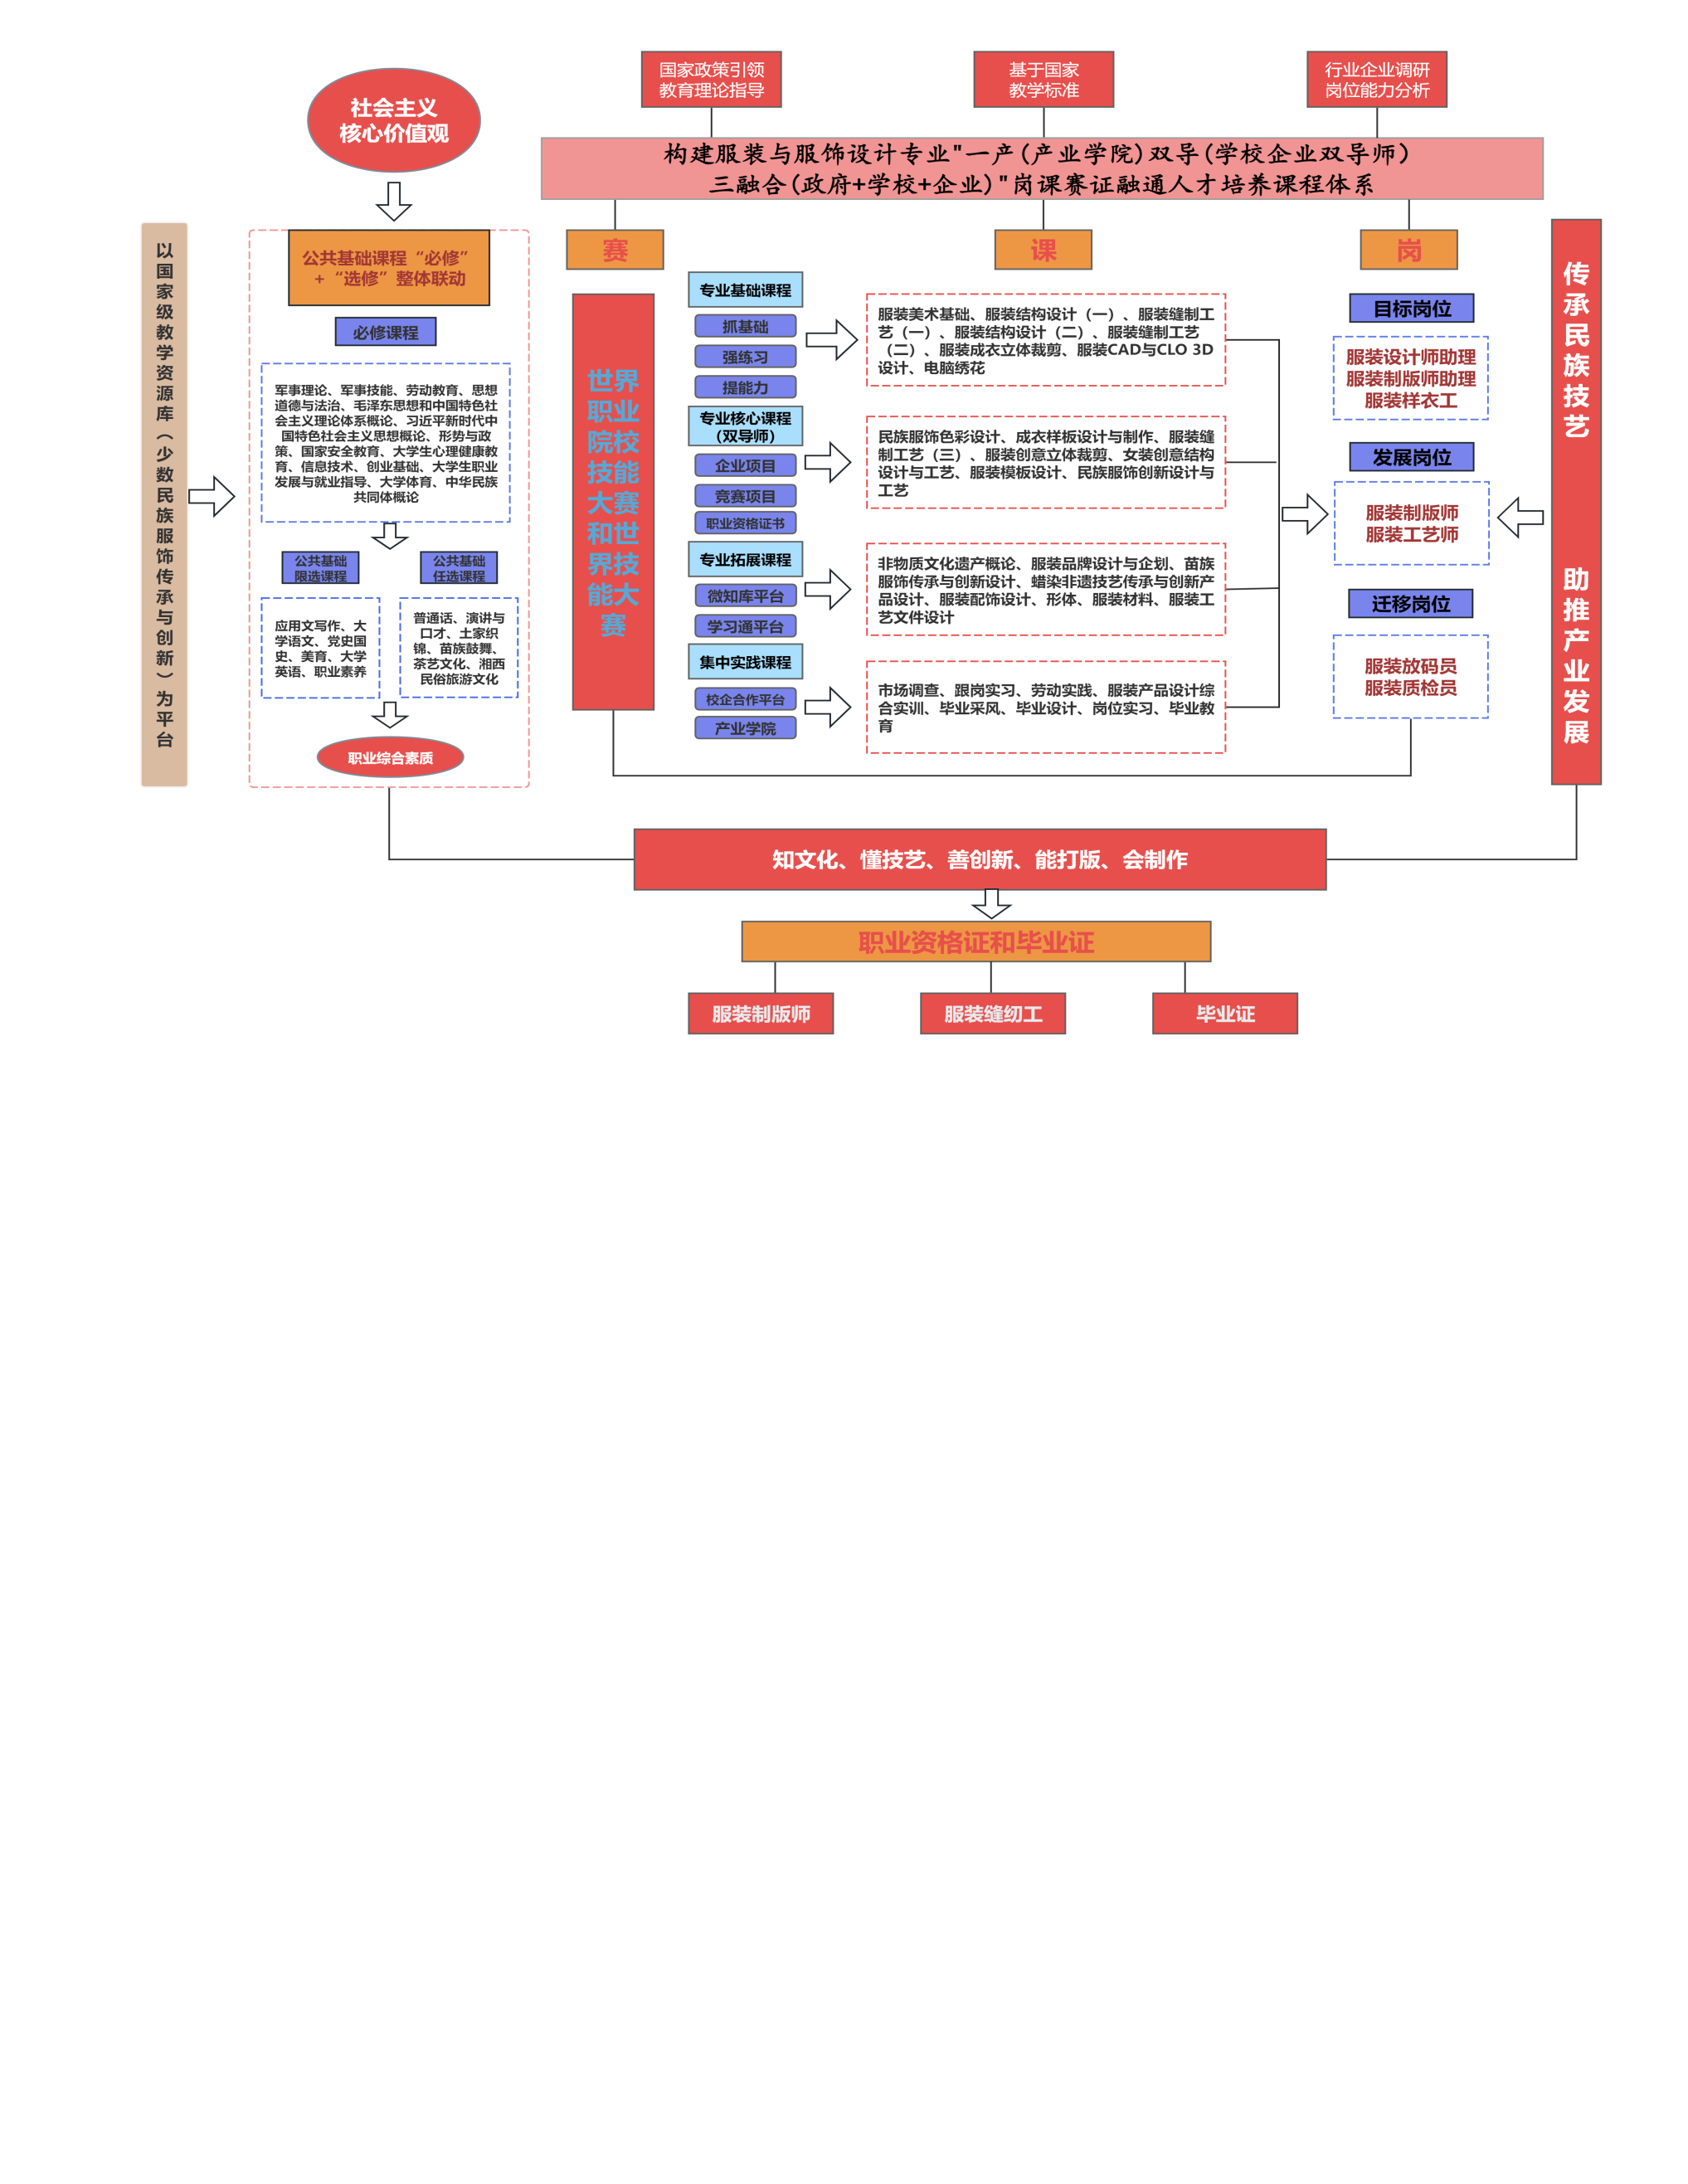 社会主义
核心价值观
国家政策引领
教育理论指导
基于国家
教学标准
行业企业调研
岗位能力分析
构建服装与服饰设计专业"一产(产业学院)双导(学校企业双导师)
三融合(政府+学校+企业)"岗课赛证融通人才培养课程体系
以国家级教学资源库（少数民族服饰传承与创新）为平台
公共基础课程“必修”
+“选修”整体联动
必修课程
军事理论、军事技能、劳动教育、思想
道德与法治、毛泽东思想和中国特色社
会主义理论体系概论、习近平新时代中
国特色社会主义思想概论、形势与政
策、国家安全教育、大学生心理健康教
育、信息技术、创业基础、大学生职业
发展与就业指导、大学体育、中华民族
共同体概论
公共基础
限选课程
公共基础
任选课程
应用文写作、大
学语文、党史国
史、美育、大学
英语、职业素养
普通话、演讲与
口才、土家织
锦、苗族鼓舞、
茶艺文化、湘西
民俗旅游文化
职业综合素质
赛
世界
职业
院校
技能
大赛
和世
界技
能大
赛
课
专业基础课程
抓基础
强练习
提能力
服装美术基础、服装结构设计（一）、服装缝制工
艺（一）、服装结构设计（二）、服装缝制工艺
（二）、服装成衣立体裁剪、服装CAD与CLO 3D
设计、电脑绣花
专业核心课程
（双导师）
企业项目
竞赛项目
职业资格证书
民族服饰色彩设计、成衣样板设计与制作、服装缝
制工艺（三）、服装创意立体裁剪、女装创意结构
设计与工艺、服装模板设计、民族服饰创新设计与
工艺
专业拓展课程
微知库平台
学习通平台
非物质文化遗产概论、服装品牌设计与企划、苗族
服饰传承与创新设计、蜡染非遗技艺传承与创新产
品设计、服装配饰设计、形体、服装材料、服装工
艺文件设计
集中实践课程
校企合作平台
产业学院
市场调查、跟岗实习、劳动实践、服装产品设计综
合实训、毕业采风、毕业设计、岗位实习、毕业教
育
岗
目标岗位
服装设计师助理
服装制版师助理
服装样衣工
发展岗位
服装制版师
服装工艺师
迁移岗位
服装放码员
服装质检员
传承民族技艺
助推产业发展
知文化、懂技艺、善创新、能打版、会制作
职业资格证和毕业证
服装制版师
服装缝纫工
毕业证